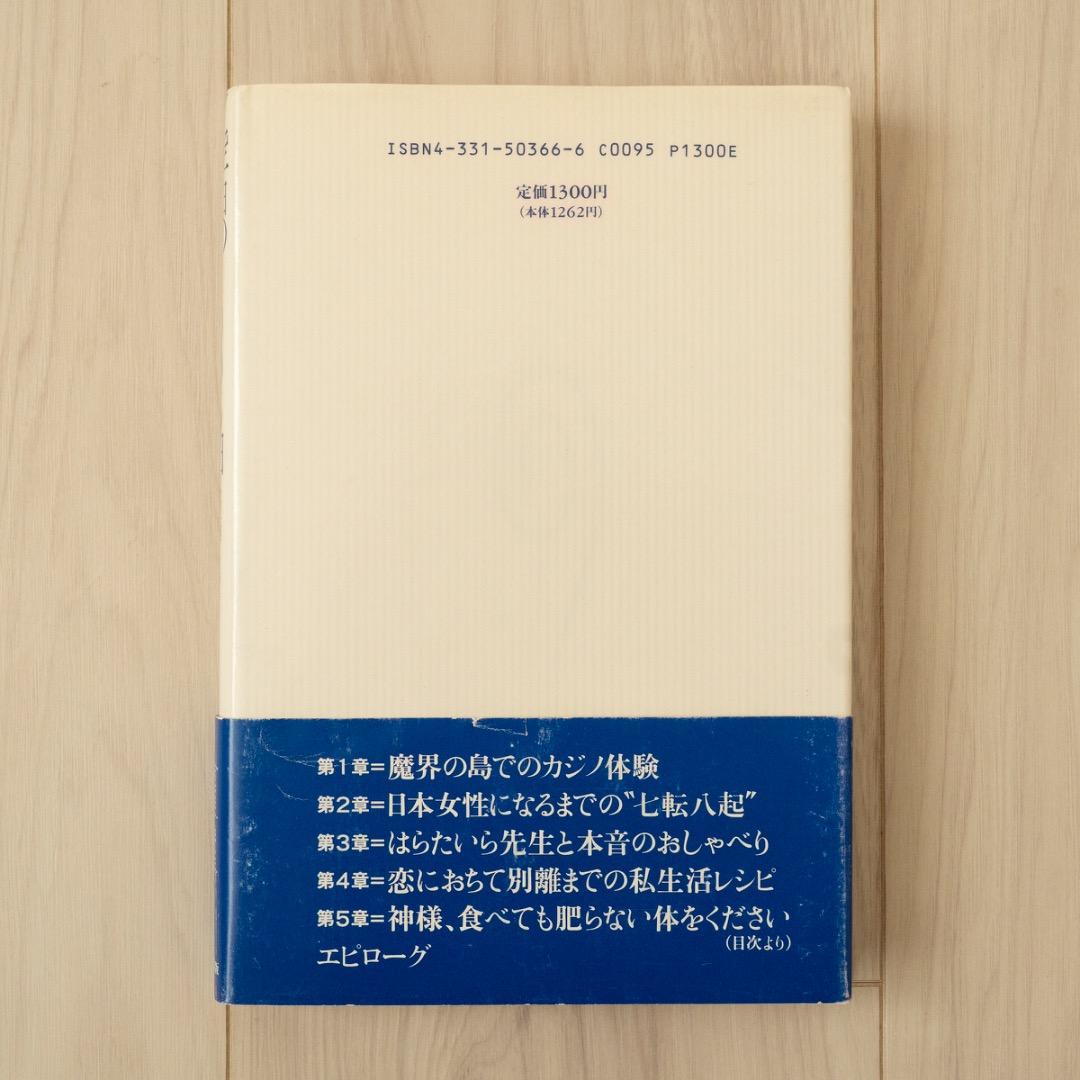 ISBN4-331-50366-6 C0095 P1300E
定価1300円
(本体1262円)
第1章=魔界の島でのカジノ体験
第2章=日本女性になるまでの〝七転八起〟
第3章=はらたいら先生と本音のおしゃべり
第4章=恋におちて別離までの私生活レシピ
第5章=神様、食べても肥らない体をください
(目次より)
エピローグ